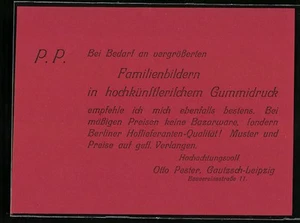 P. P.
Bei Bedarf an vergrößerten
Familienbildern
in hochkünstlerischem Gummidruck
empfehle ich mich ebenfalls bestens. Bei
mäßigen Preisen keine Bazarware, sondern
Berliner Hoflieferanten-Qualität! Muster und
Preise auf gefl. Verlangen.
Hochachtungsvoll
Otto Pester, Gautzsch-Leipzig
11.